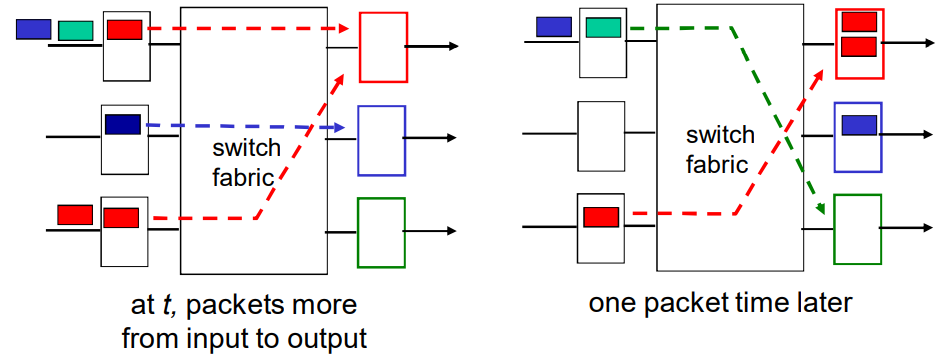 switch
fabric
switch
fabric
at t, packets more
from input to output
one packet time later